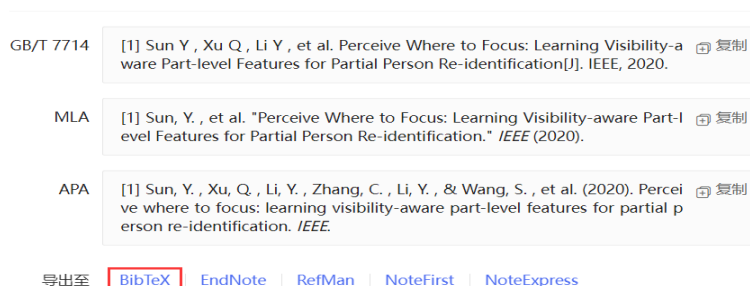 GB/T 7714
[1] Sun Y , Xu Q , Li Y , et al. Perceive Where to Focus: Learning Visibility-a
ware Part-level Features for Partial Person Re-identification[J]. IEEE, 2020.
复制
MLA
[1] Sun, Y. , et al. "Perceive Where to Focus: Learning Visibility-aware Part-l
evel Features for Partial Person Re-identification." IEEE (2020).
复制
APA
[1] Sun, Y. , Xu, Q. , Li, Y. , Zhang, C. , Li, Y. , & Wang, S. , et al. (2020). Percei
ve where to focus: learning visibility-aware part-level features for partial p
erson re-identification. IEEE.
复制
导出至 BibTeX EndNote RefMan NoteFirst NoteExpress